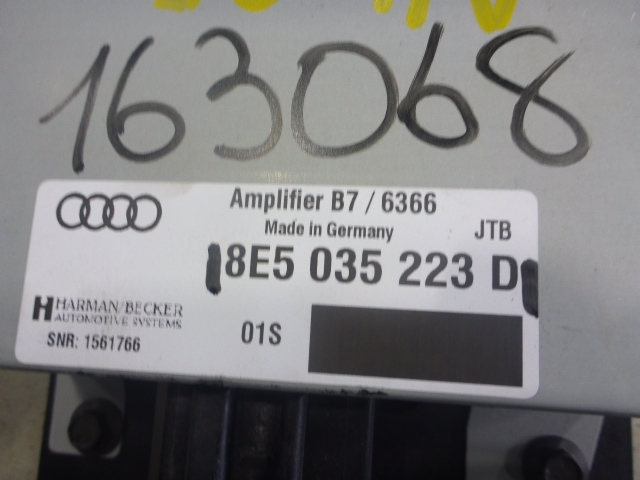 163068
Amplifier B7 / 6366
Made in Germany
JTB
8E5 035 223 D
HARMAN/BECKER
AUTOMOTIVE SYSTEMS
SNR: 1561766
01S